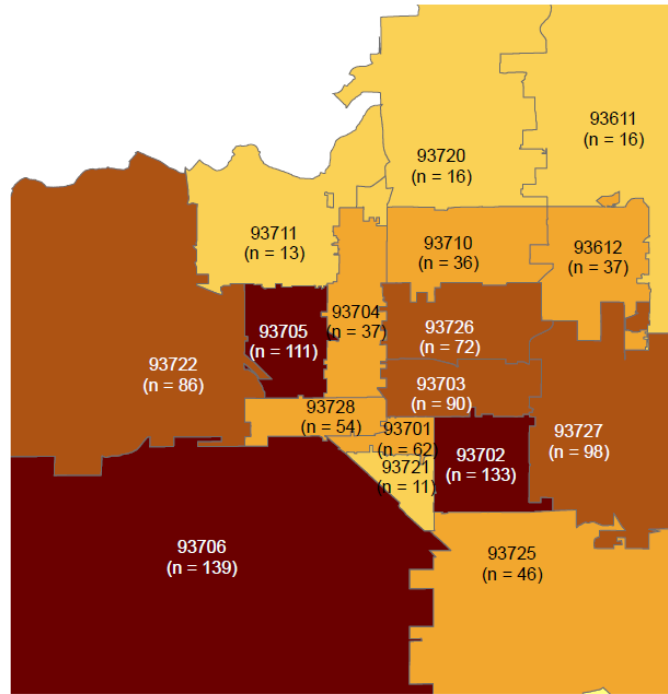 93611
(n = 16)
93720
(n = 16)
93711
(n = 13)
93710
(n = 36)
93612
(n = 37)
93704
(n = 37)
93705
(n = 111)
93726
(n = 72)
93722
(n = 86)
93703
(n = 90)
93728
(n = 54)
93701
(n = 62)
93727
(n = 98)
93702
(n = 133)
93721
(n = 11)
93706
(n = 139)
93725
(n = 46)